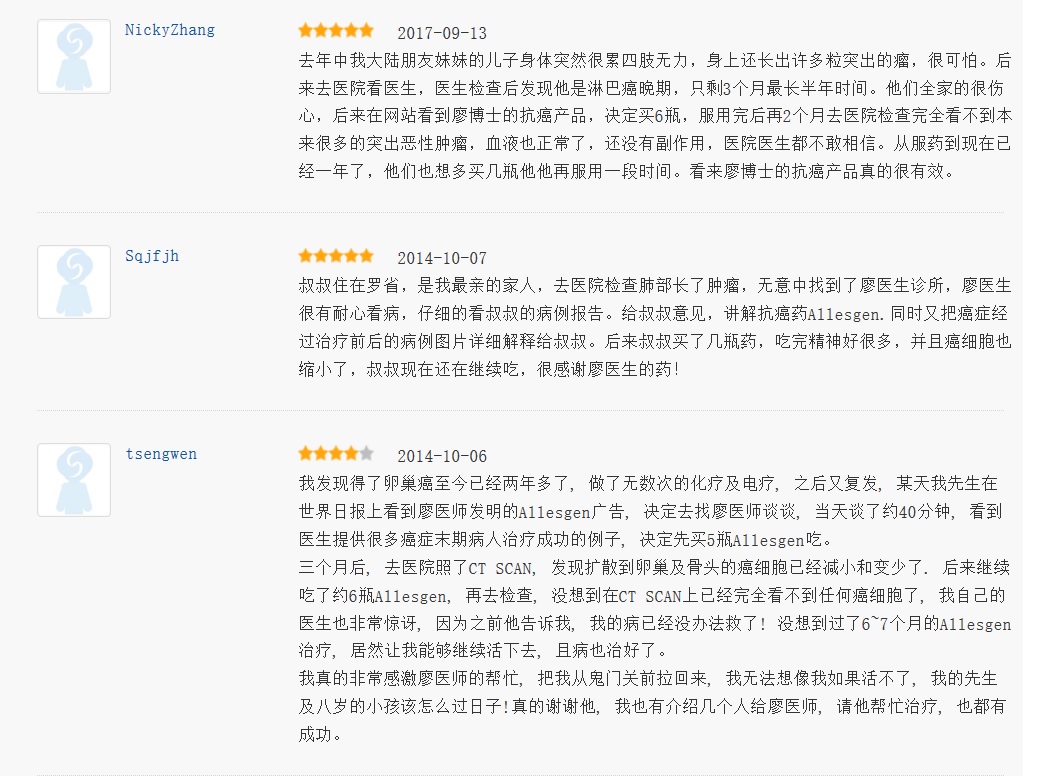 NickyZhang 2017-09-13
去年中我大陆朋友妹妹的儿子身体突然很累四肢无力，身上还长出许多粒突出的瘤，很可怕。后
来去医院看医生，医生检查后发现他是淋巴癌晚期，只剩3个月最长半年时间。他们全家的很伤
心，后来在网站看到廖博士的抗癌产品，决定买6瓶，服用完后再2个月去医院检查完全看不到本
来很多的突出恶性肿瘤，血液也正常了，还没有副作用，医院医生都不敢相信。从服药到现在已
经一年了，他们也想多买几瓶他他再服用一段时间。看来廖博士的抗癌产品真的很有效。
Sqjfjh 2014-10-07
叔叔住在罗省，是我最亲的家人，去医院检查肺部长了肿瘤，无意中找到了廖医生诊所，廖医生
很有耐心看病，仔细的看叔叔的病例报告。给叔叔意见，讲解抗癌药Allesgen.同时又把癌症经
过治疗前后的病例图片详细解释给叔叔。后来叔叔买了几瓶药，吃完精神好很多，并且癌细胞也
缩小了，叔叔现在还在继续吃，很感谢廖医生的药！
tsengwen 2014-10-06
我发现得了卵巢癌至今已经两年多了, 做了无数次的化疗及电疗, 之后又复发, 某天我先生在
世界日报上看到廖医师发明的Allesgen广告, 决定去找廖医师谈谈, 当天谈了约40分钟, 看到
医生提供很多癌症末期病人治疗成功的例子, 决定先买5瓶Allesgen吃。
三个月后, 去医院照了CT SCAN, 发现扩散到卵巢及骨头的癌细胞已经减小和变少了. 后来继续
吃了约6瓶Allesgen, 再去检查, 没想到在CT SCAN上已经完全看不到任何癌细胞了, 我自己的
医生也非常惊讶, 因为之前他告诉我, 我的病已经没办法救了! 没想到过了6~7个月的Allesgen
治疗, 居然让我能够继续活下去, 且病也治好了。
我真的非常感激廖医师的帮忙, 把我从鬼门关前拉回来, 我无法想像我如果活不了, 我的先生
及八岁的小孩该怎么过日子!真的谢谢他, 我也有介绍几个人给廖医师, 请他帮忙治疗, 也都有
成功。